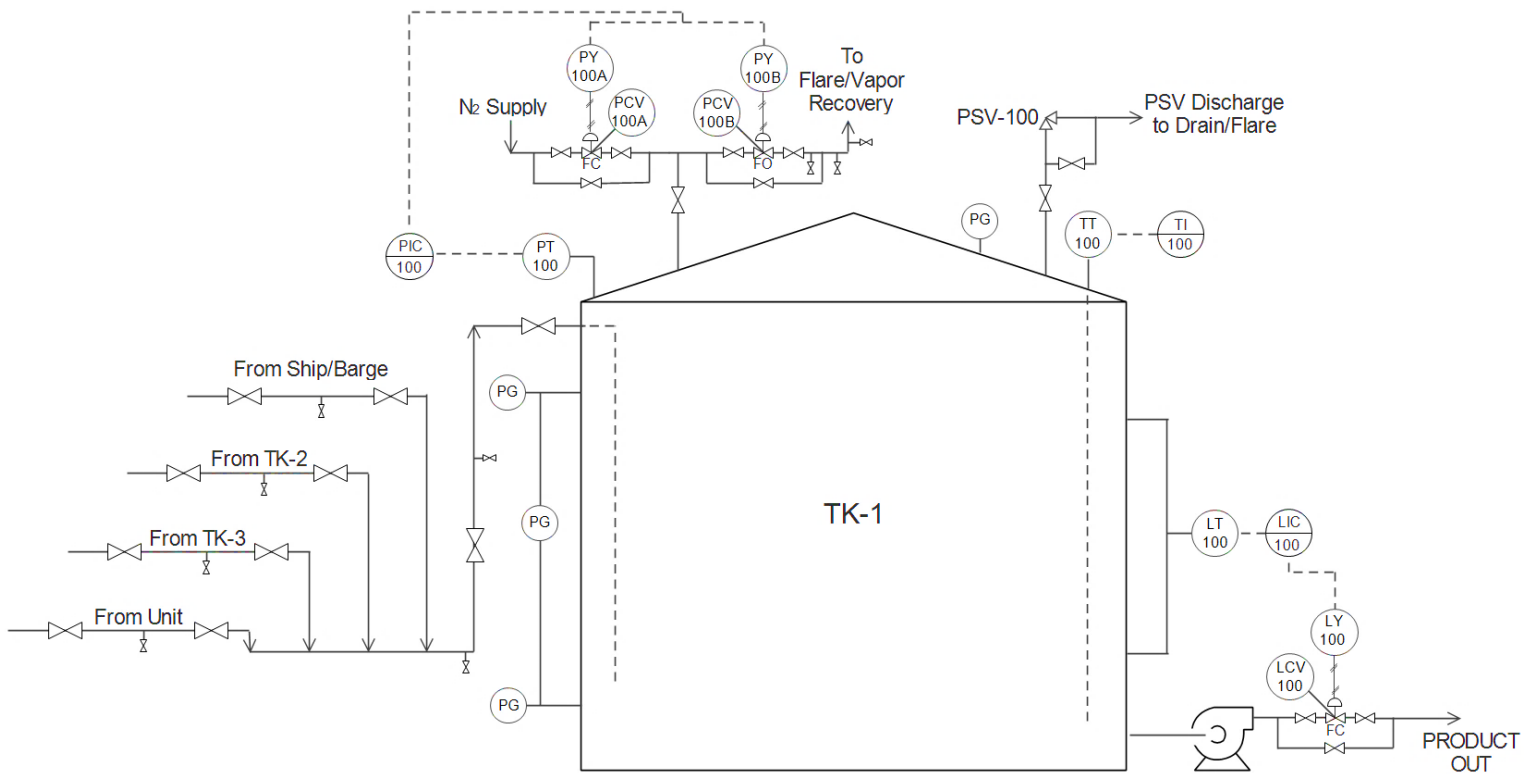 PY
100A
PY
100B
To
Flare/Vapor
Recovery
N2 Supply
PCV
100A
PCV
100B
FC
FO
PSV-100
PSV Discharge
to Drain/Flare
PIC
100
PT
100
PG
TT
100
TI
100
From Ship/Barge
PG
From TK-2
From TK-3
PG
TK-1
LT
100
LIC
100
From Unit
LY
100
PG
LCV
100
FC
PRODUCT
OUT